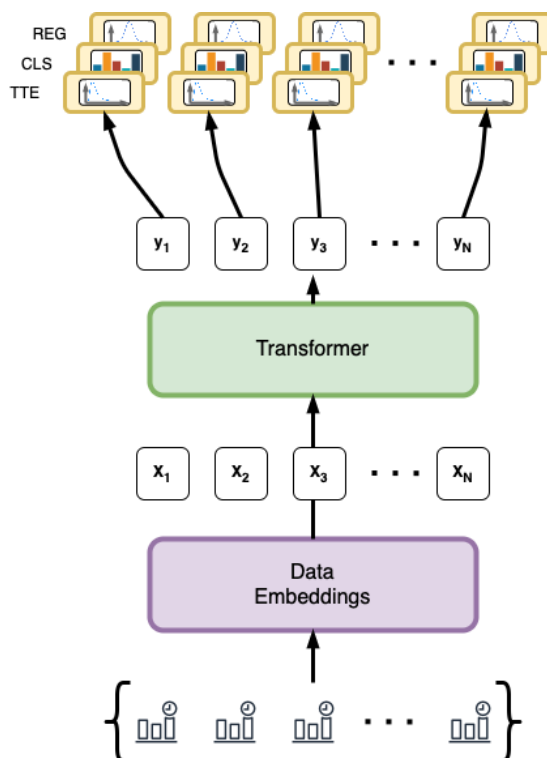 REG
CLS
TTE
y1 y2 y3 · · · yN
Transformer
x1 x2 x3 · · · xN
Data
Embeddings
{ · · · }